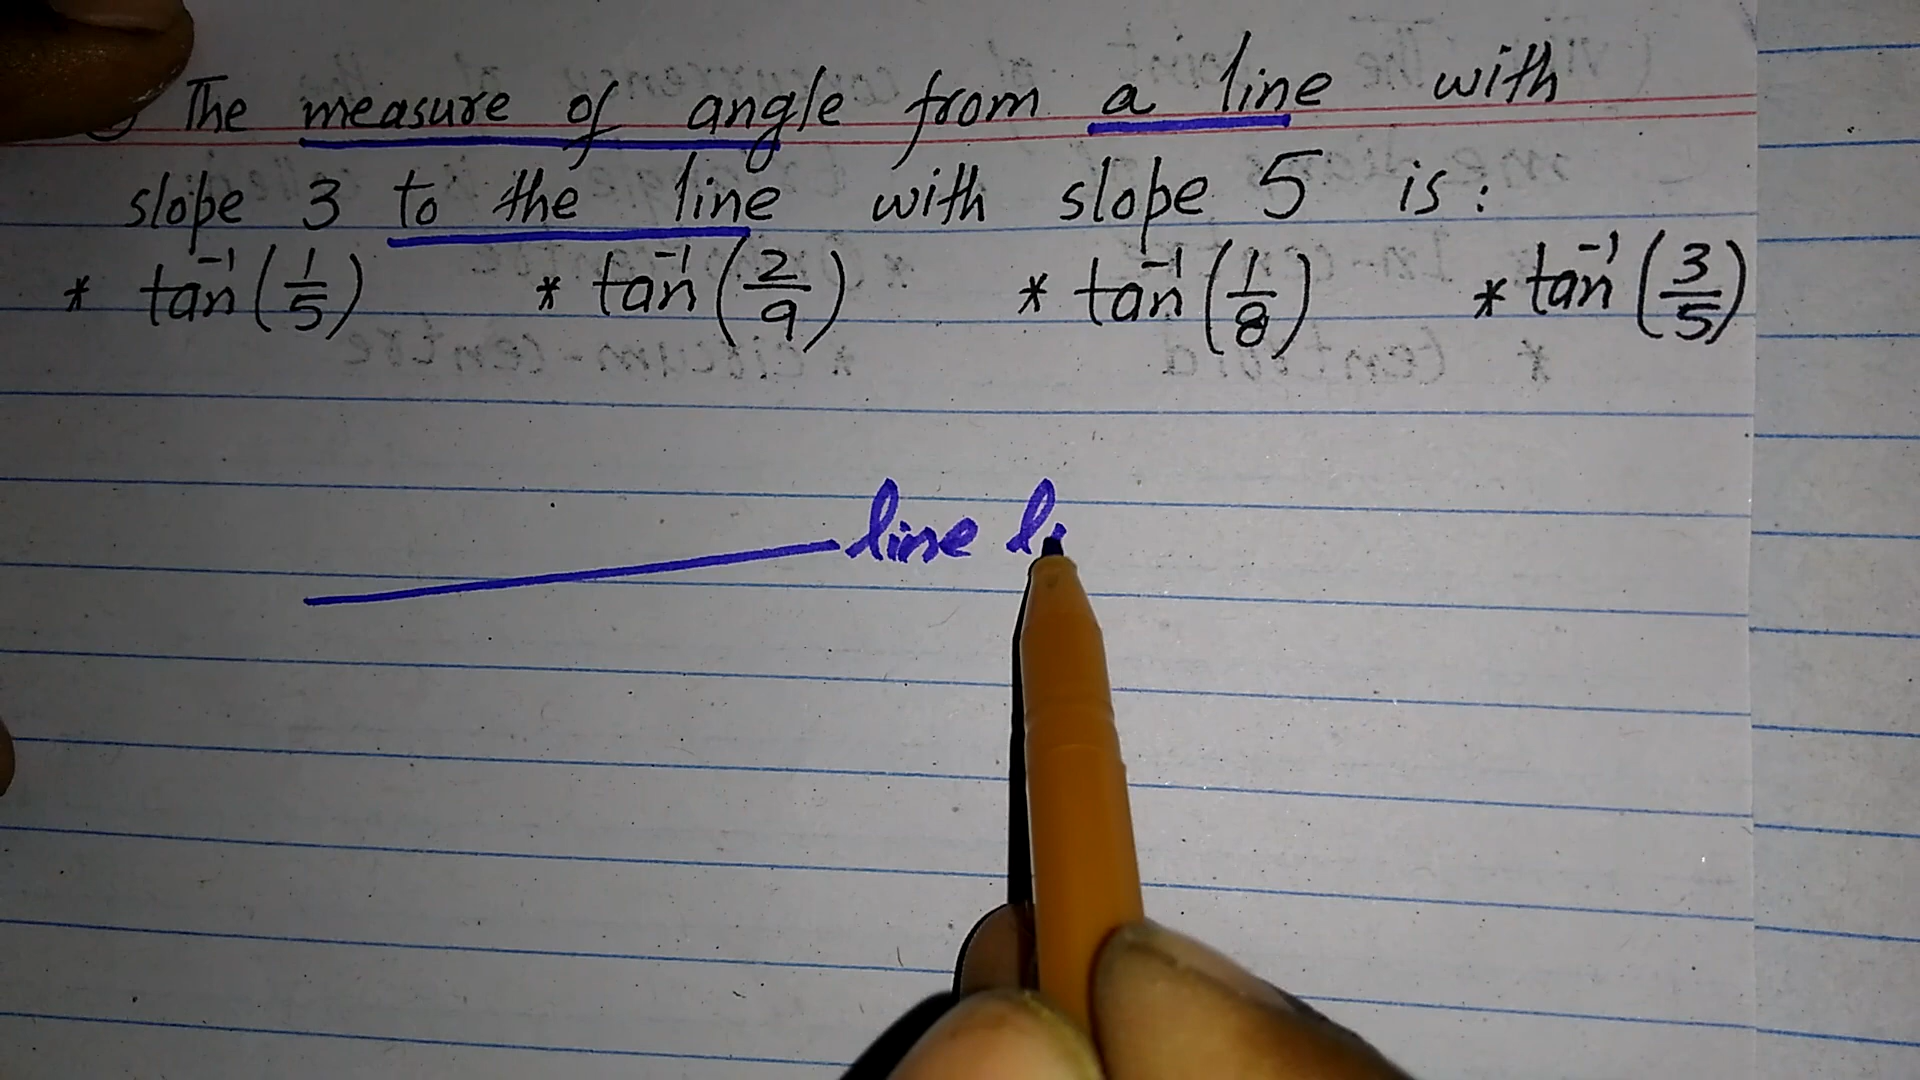 The measure of angle from a line with
slope 3 to the line with slope 5 is:
* tan⁻¹(1/5) * tan⁻¹(2/9) * tan⁻¹(1/8) * tan⁻¹(3/5)
line l